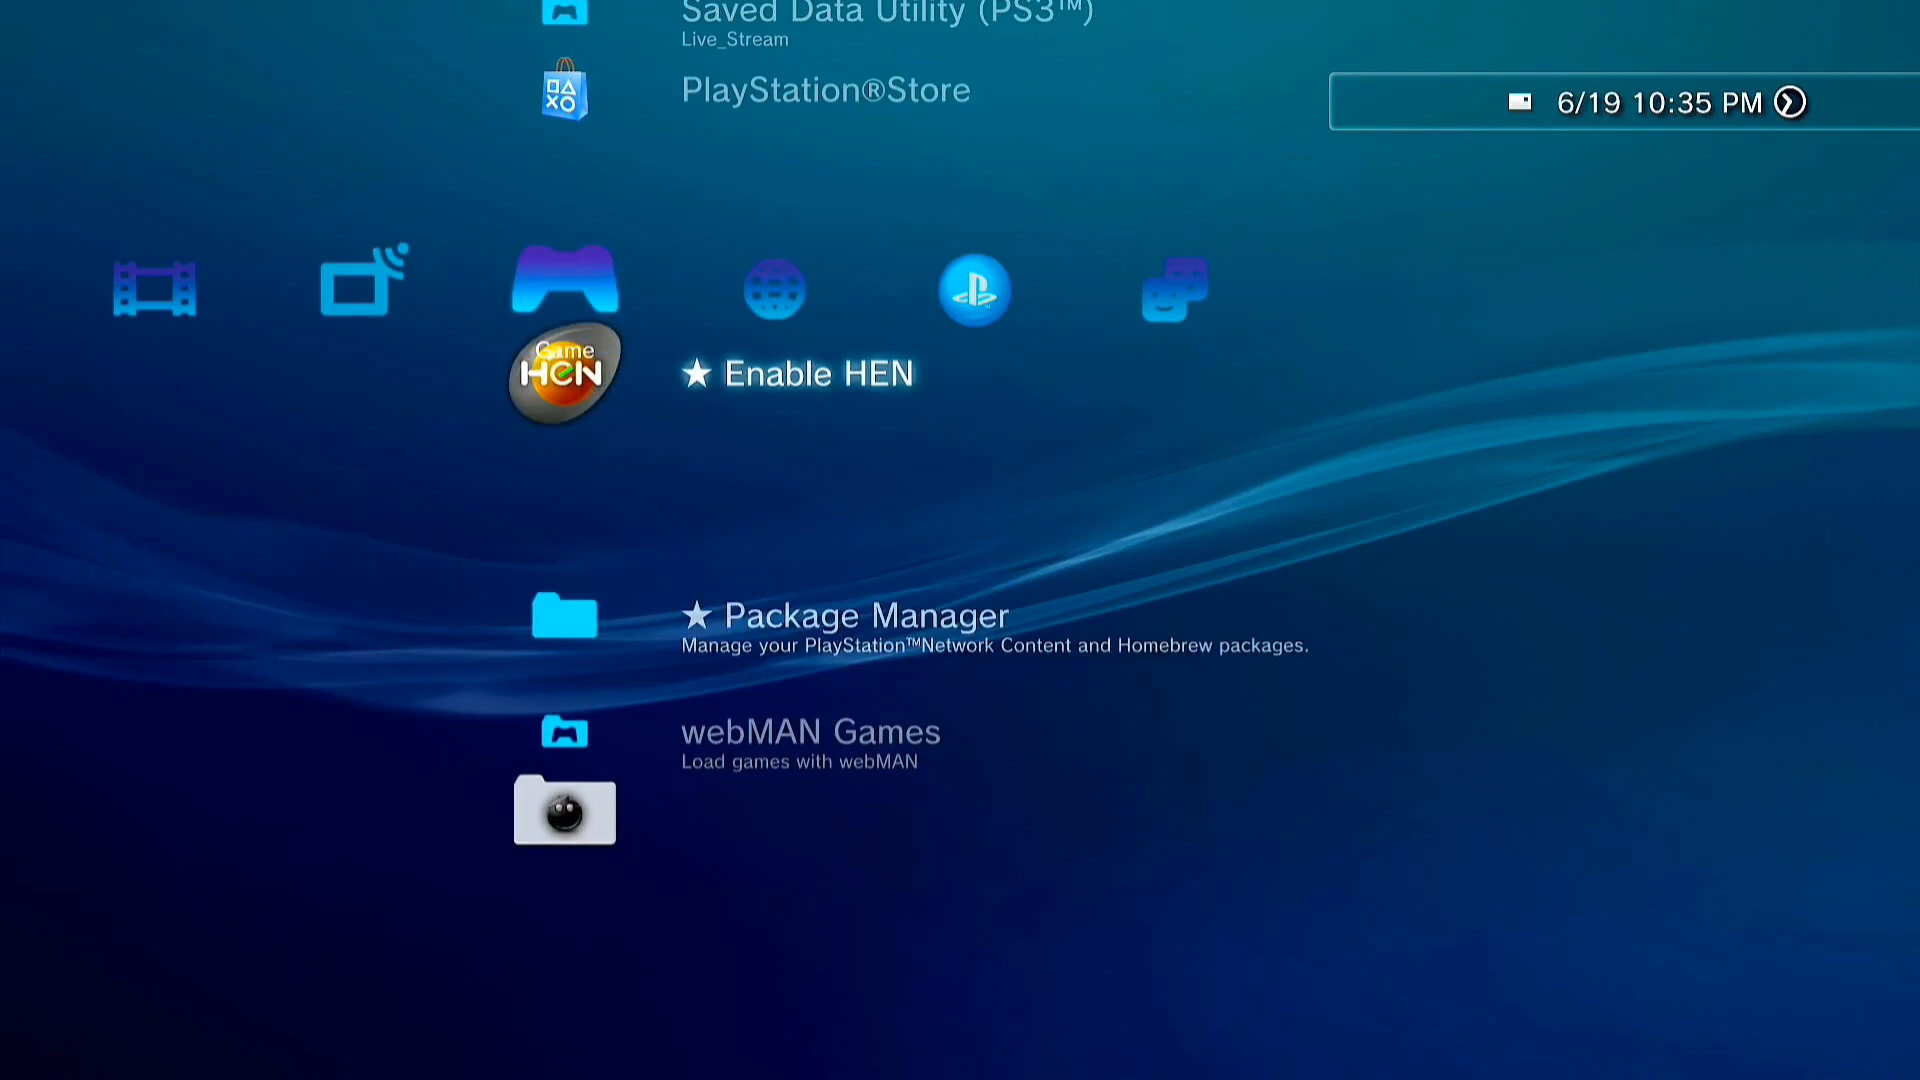 Saved Data Utility (PS3™)
Live_Stream
PlayStation®Store
6/19 10:35 PM
Game
HEN
★ Enable HEN
★ Package Manager
Manage your PlayStation™Network Content and Homebrew packages.
webMAN Games
Load games with webMAN